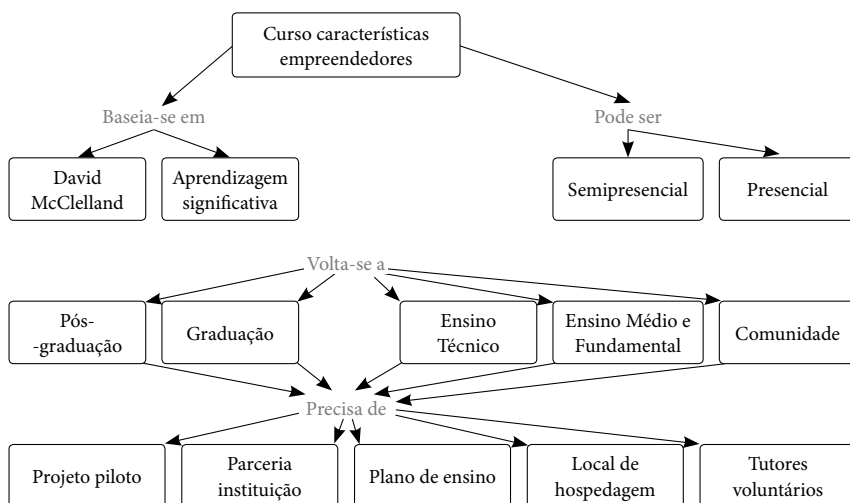 Curso características
empreendedores
Baseia-se em
Pode ser
David
McClelland
Aprendizagem
significativa
Semipresencial
Presencial
Volta-se a
Pós-
-graduação
Graduação
Ensino
Técnico
Ensino Médio e
Fundamental
Comunidade
Precisa de
Projeto piloto
Parceria
instituição
Plano de ensino
Local de
hospedagem
Tutores
voluntários